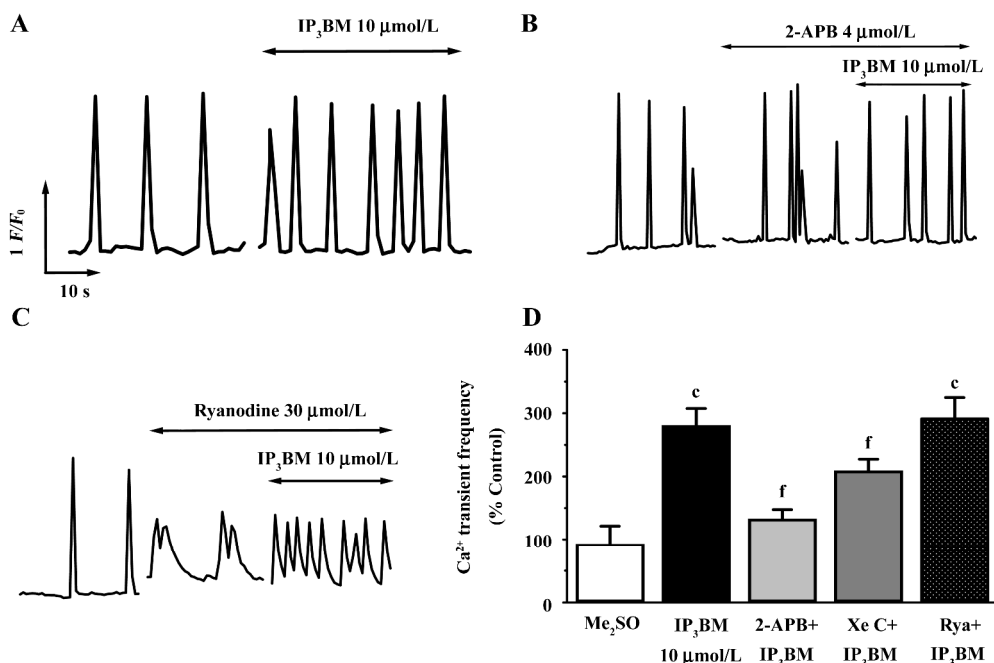 A
IP₃BM 10 μmol/L
1 F/F₀
10 s
B
2-APB 4 μmol/L
IP₃BM 10 μmol/L
C
Ryanodine 30 μmol/L
IP₃BM 10 μmol/L
D
Ca²⁺ transient frequency
(% Control)
400
300
200
100
0
c
f
f
c
Me₂SO
IP₃BM
10 μmol/L
2-APB+
IP₃BM
Xe C+
IP₃BM
Rya+
IP₃BM